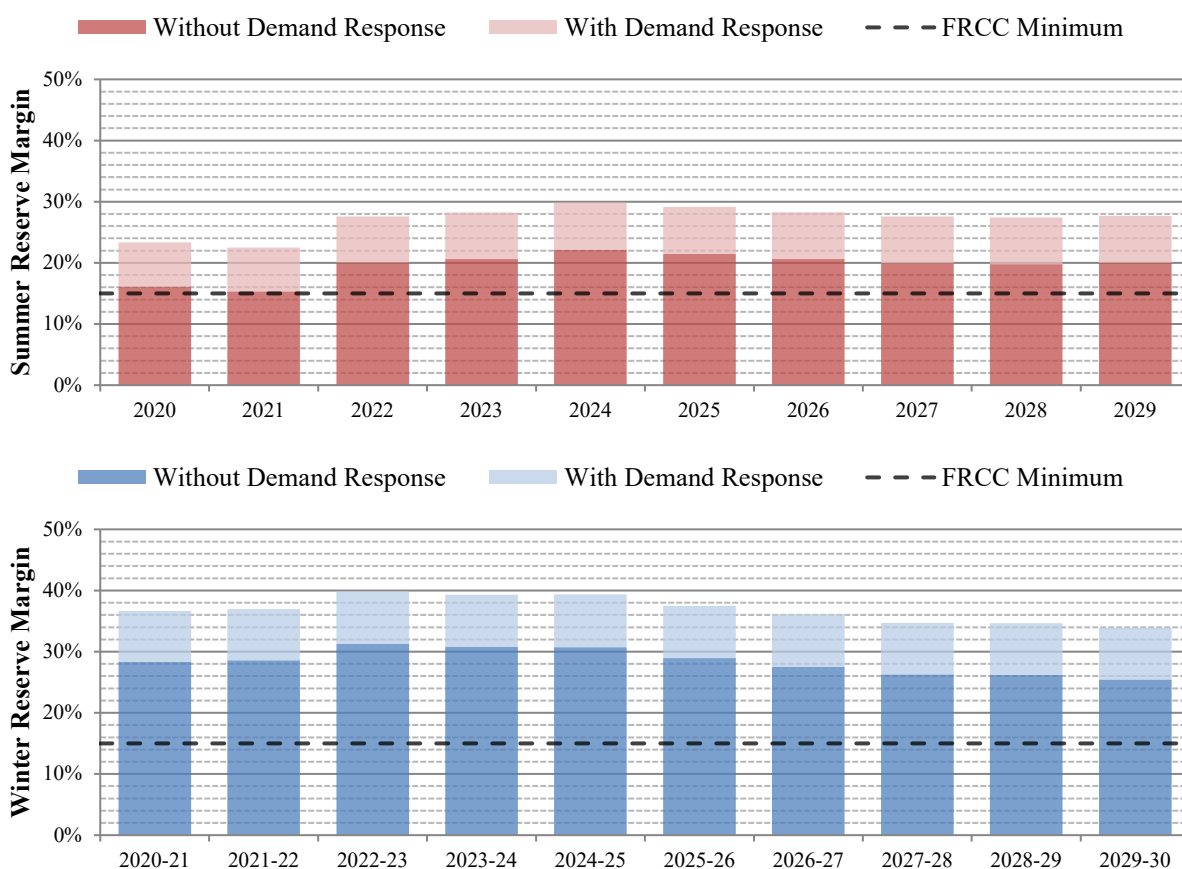 Without Demand Response With Demand Response FRCC Minimum
Summer Reserve Margin
50%
40%
30%
20%
10%
0%
2020 2021 2022 2023 2024 2025 2026 2027 2028 2029
Without Demand Response With Demand Response FRCC Minimum
Winter Reserve Margin
50%
40%
30%
20%
10%
0%
2020-21 2021-22 2022-23 2023-24 2024-25 2025-26 2026-27 2027-28 2028-29 2029-30